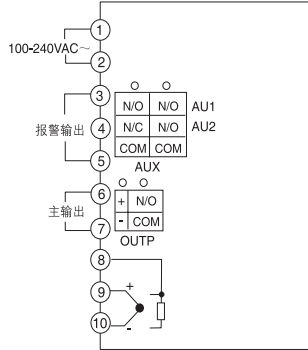 1
100-240VAC～
2
3
N/O N/O AU1
报警输出 4 N/C N/O AU2
COM COM
5
AUX
6
+ N/O
主输出
7
- COM
OUTP
8
9 +
10 -